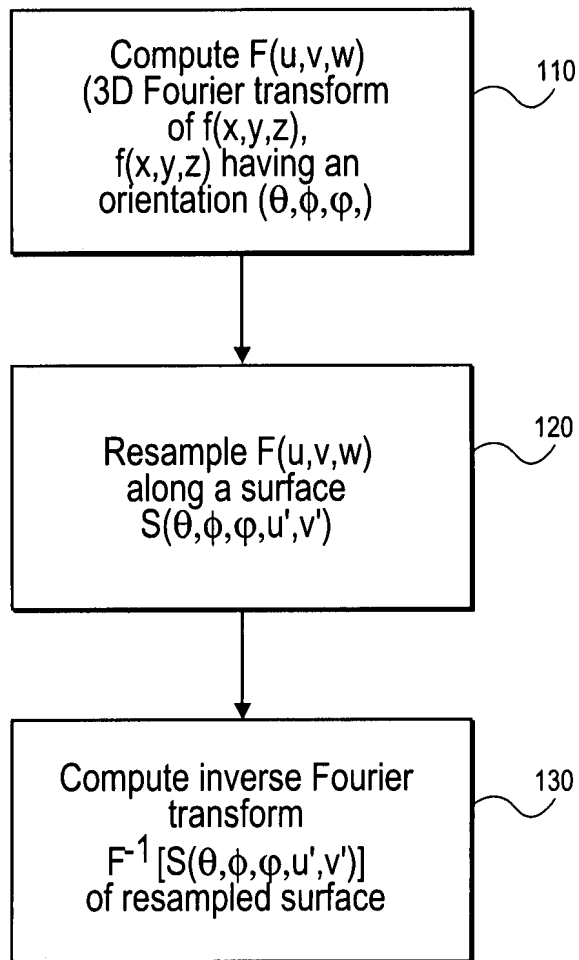 Compute F(u,v,w)
(3D Fourier transform
of f(x,y,z),
f(x,y,z) having an
orientation (θ,ϕ,φ,)
110
Resample F(u,v,w)
along a surface
S(θ,ϕ,φ,u',v')
120
Compute inverse Fourier
transform
F⁻¹ [S(θ,ϕ,φ,u',v')]
of resampled surface
130